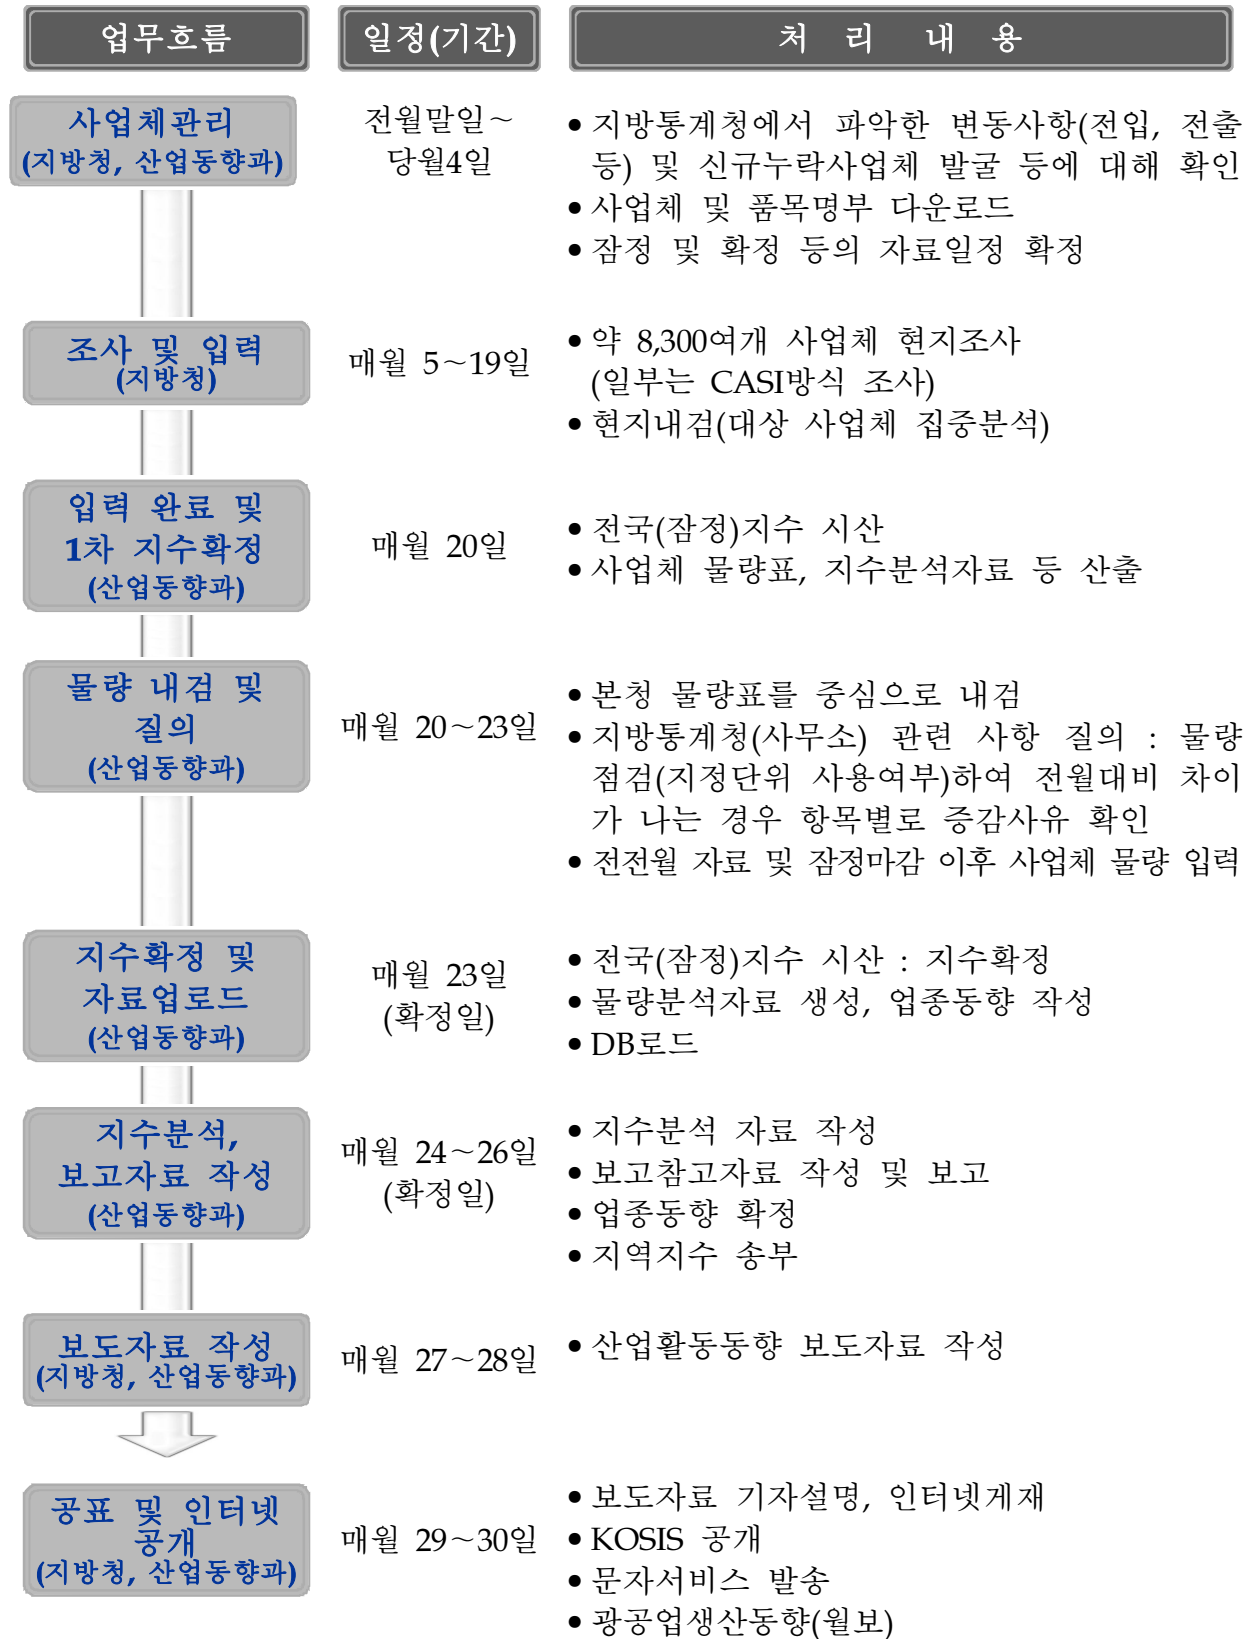 업무흐름
일정(기간)
처 리 내 용
사업체관리
(지방청, 산업동향과)
전월말일~
당월4일
• 지방통계청에서 파악한 변동사항(전입, 전출
등) 및 신규누락사업체 발굴 등에 대해 확인
• 사업체 및 품목명부 다운로드
• 잠정 및 확정 등의 자료일정 확정
조사 및 입력
(지방청)
매월 5~19일
• 약 8,300여개 사업체 현지조사
(일부는 CASI방식 조사)
• 현지내검(대상 사업체 집중분석)
입력 완료 및
1차 지수확정
(산업동향과)
매월 20일
• 전국(잠정)지수 시산
• 사업체 물량표, 지수분석자료 등 산출
물량 내검 및
질의
(산업동향과)
매월 20~23일
• 본청 물량표를 중심으로 내검
• 지방통계청(사무소) 관련 사항 질의 : 물량
점검(지정단위 사용여부)하여 전월대비 차이
가 나는 경우 항목별로 증감사유 확인
• 전전월 자료 및 잠정마감 이후 사업체 물량 입력
지수확정 및
자료업로드
(산업동향과)
매월 23일
(확정일)
• 전국(잠정)지수 시산 : 지수확정
• 물량분석자료 생성, 업종동향 작성
• DB로드
지수분석,
보고자료 작성
(산업동향과)
매월 24~26일
(확정일)
• 지수분석 자료 작성
• 보고참고자료 작성 및 보고
• 업종동향 확정
• 지역지수 송부
보도자료 작성
(지방청, 산업동향과)
매월 27~28일
• 산업활동동향 보도자료 작성
공표 및 인터넷
공개
(지방청, 산업동향과)
매월 29~30일
• 보도자료 기자설명, 인터넷게재
• KOSIS 공개
• 문자서비스 발송
• 광공업생산동향(월보)